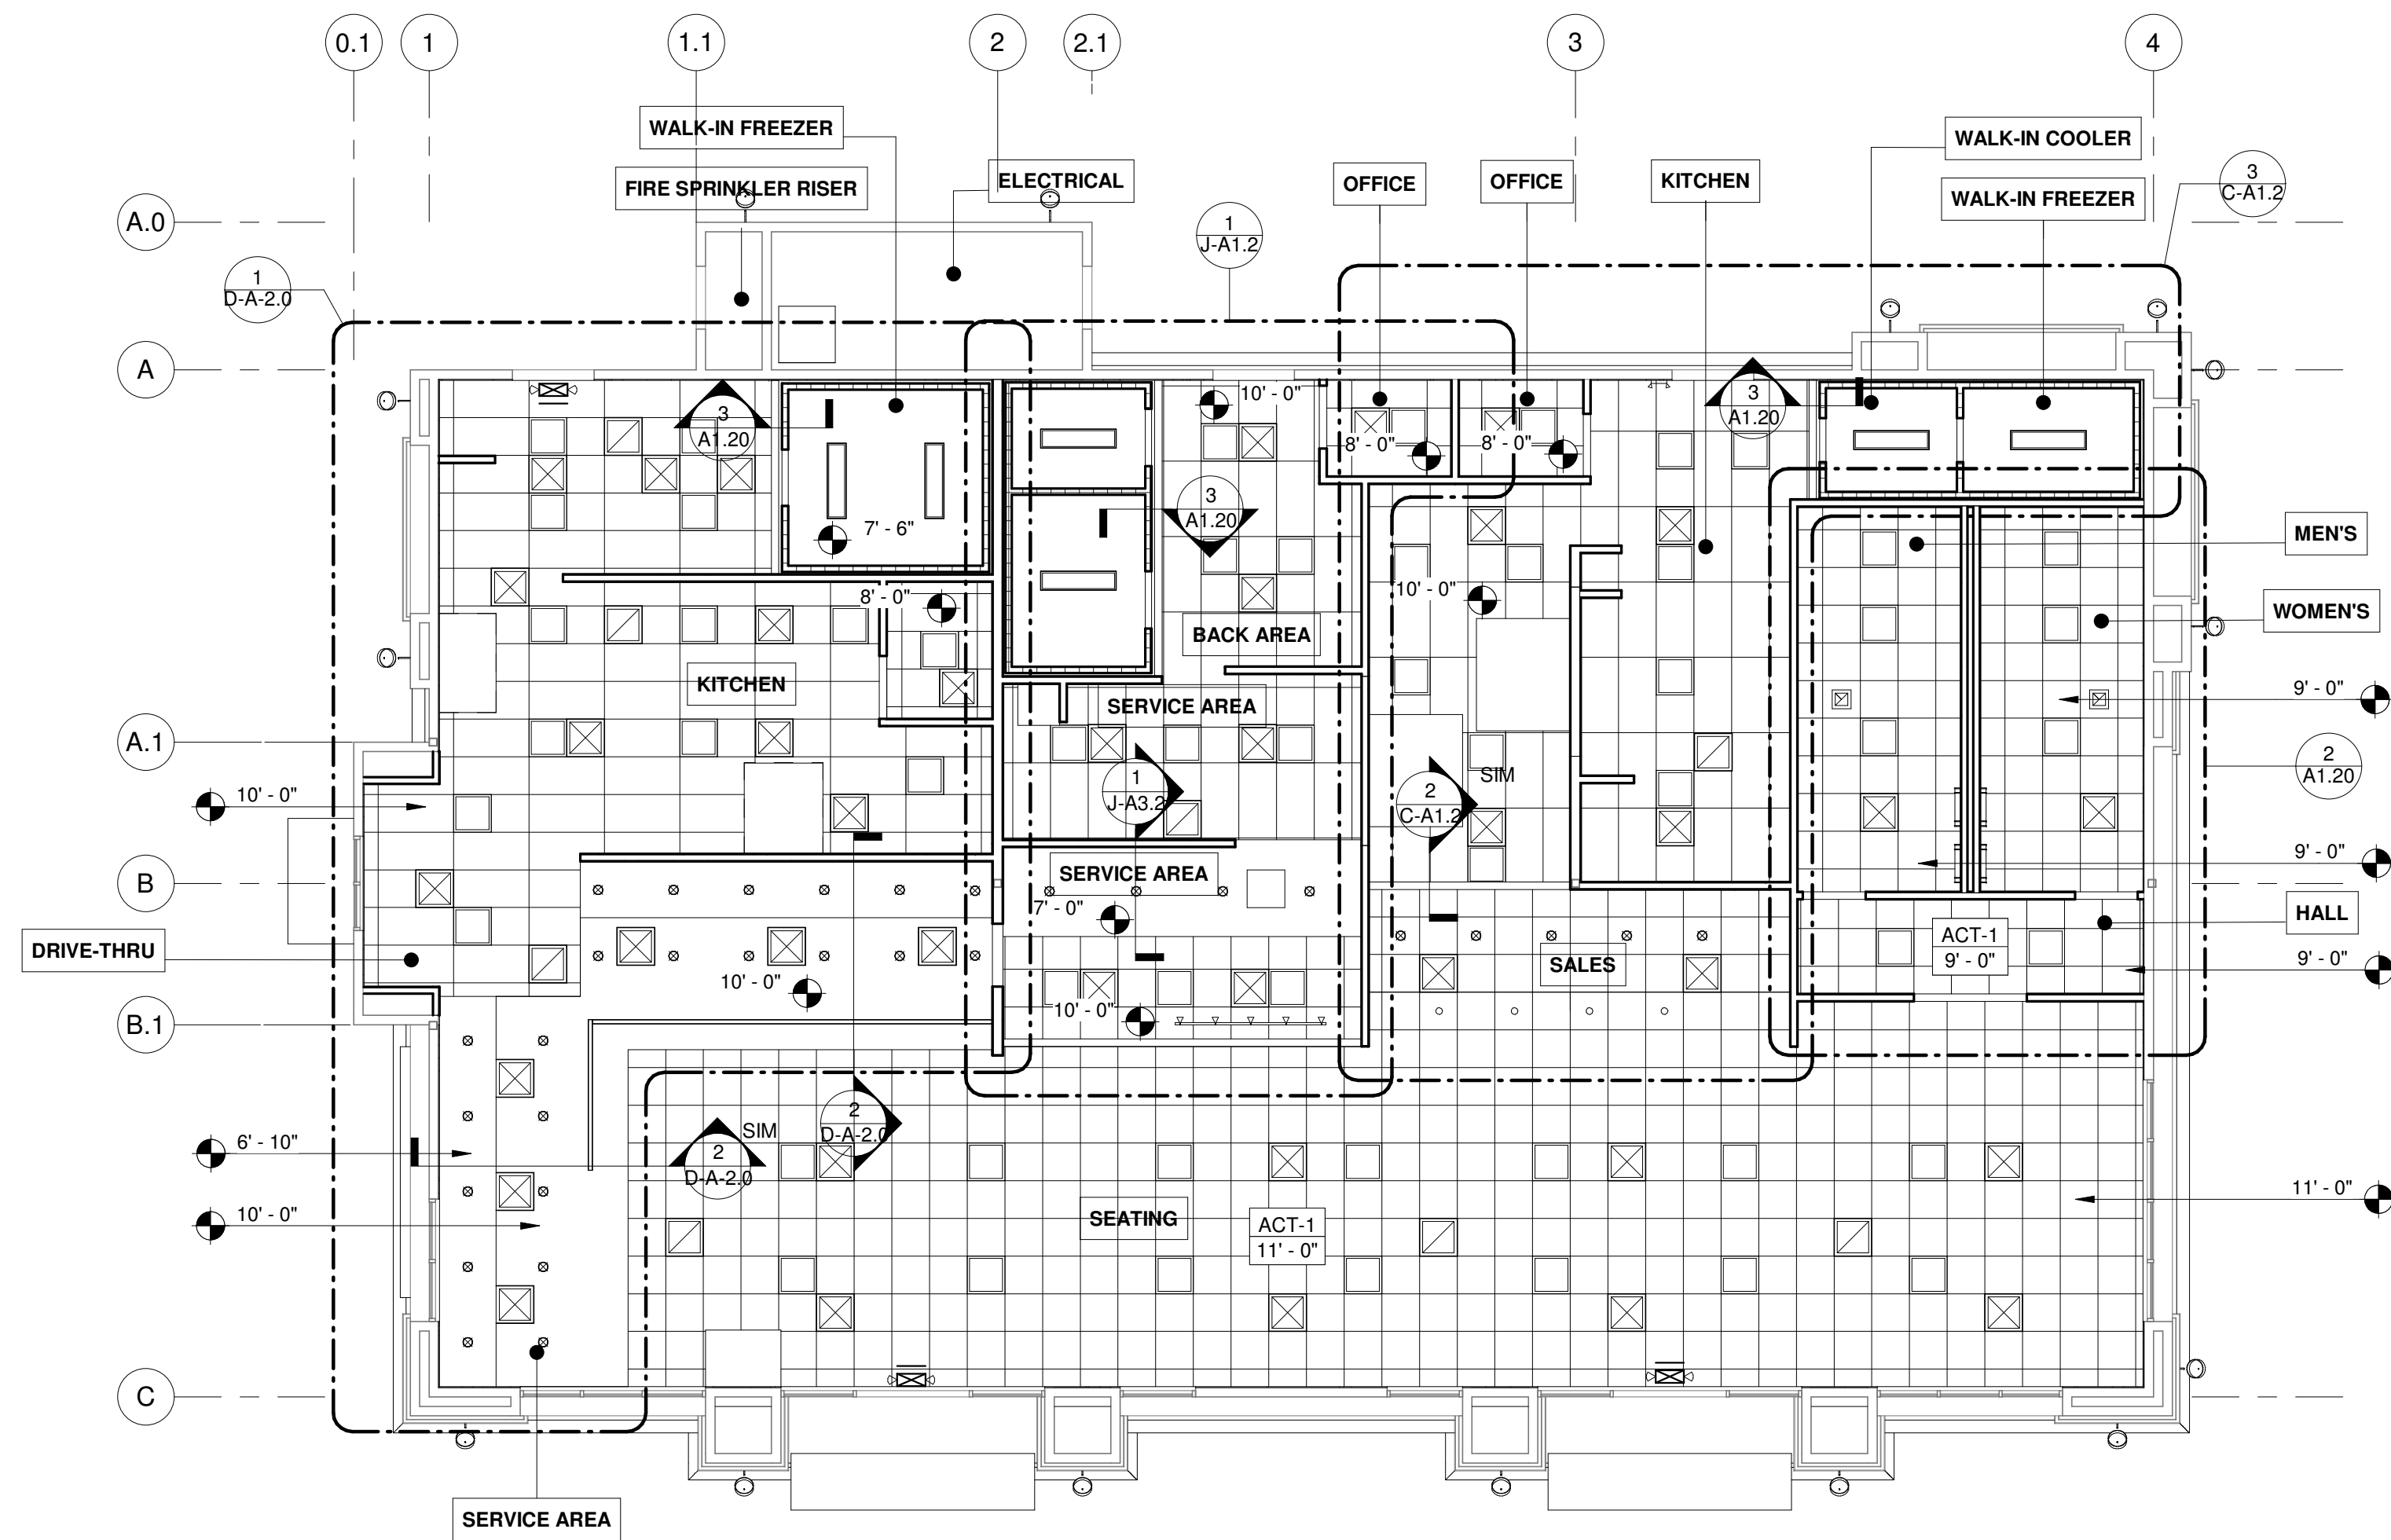 0.1
1
1.1
2
2.1
3
4
WALK-IN FREEZER
WALK-IN COOLER
FIRE SPRINKLER RISER
ELECTRICAL
OFFICE
OFFICE
KITCHEN
WALK-IN FREEZER
3
C-A1.2
A.0
1
J-A1.2
1
D-A-2.0
A
10' - 0"
3
A1.20
3
A1.20
8' - 0"
8' - 0"
3
A1.20
7' - 6"
MEN'S
8' - 0"
10' - 0"
WOMEN'S
BACK AREA
KITCHEN
SERVICE AREA
9' - 0"
A.1
2
A1.20
10' - 0"
1
J-A3.2
SIM
2
C-A1.2
9' - 0"
B
SERVICE AREA
7' - 0"
HALL
DRIVE-THRU
ACT-1
9' - 0"
SALES
9' - 0"
10' - 0"
10' - 0"
B.1
2
D-A-2.0
SIM
2
D-A-2.0
6' - 10"
11' - 0"
10' - 0"
SEATING
ACT-1
11' - 0"
C
SERVICE AREA